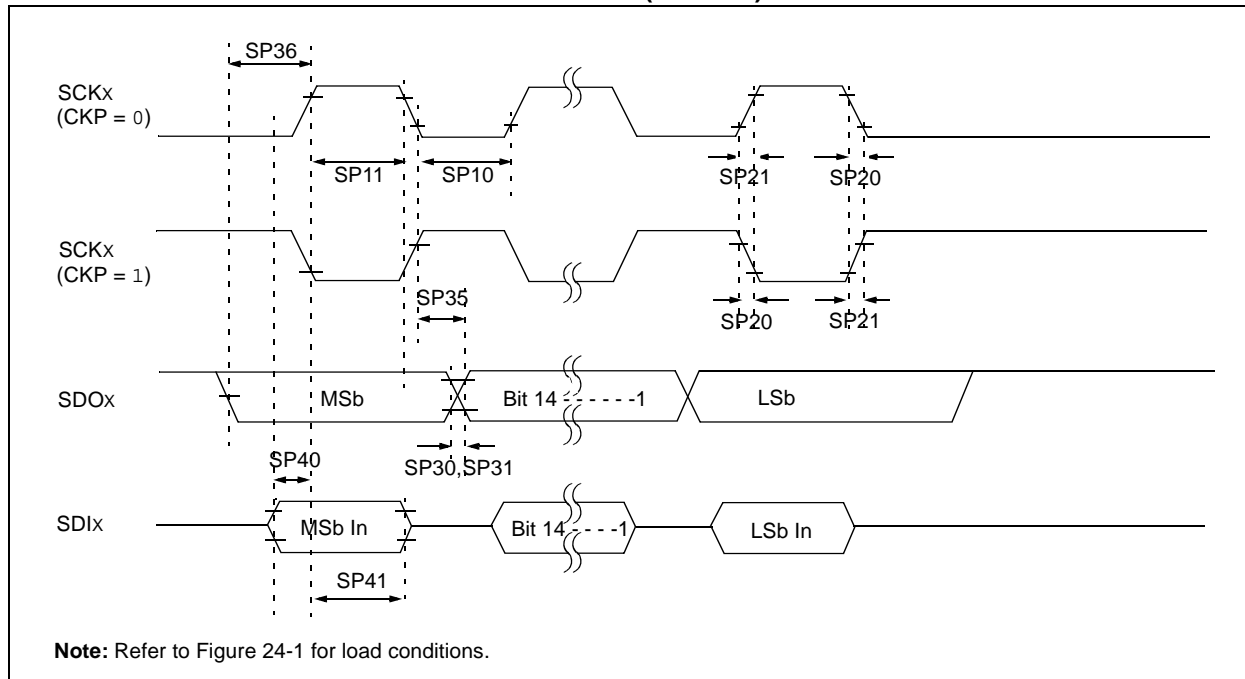 SP36
SCKx
(CKP = 0)
SP11
SP10
SP21
SP20
SCKx
(CKP = 1)
SP35
SP20
SP21
SDOx
MSb
Bit 14 - - - - - -1
LSb
SP40
SP30,SP31
SDIx
MSb In
Bit 14 - - - -1
LSb In
SP41
Note: Refer to Figure 24-1 for load conditions.